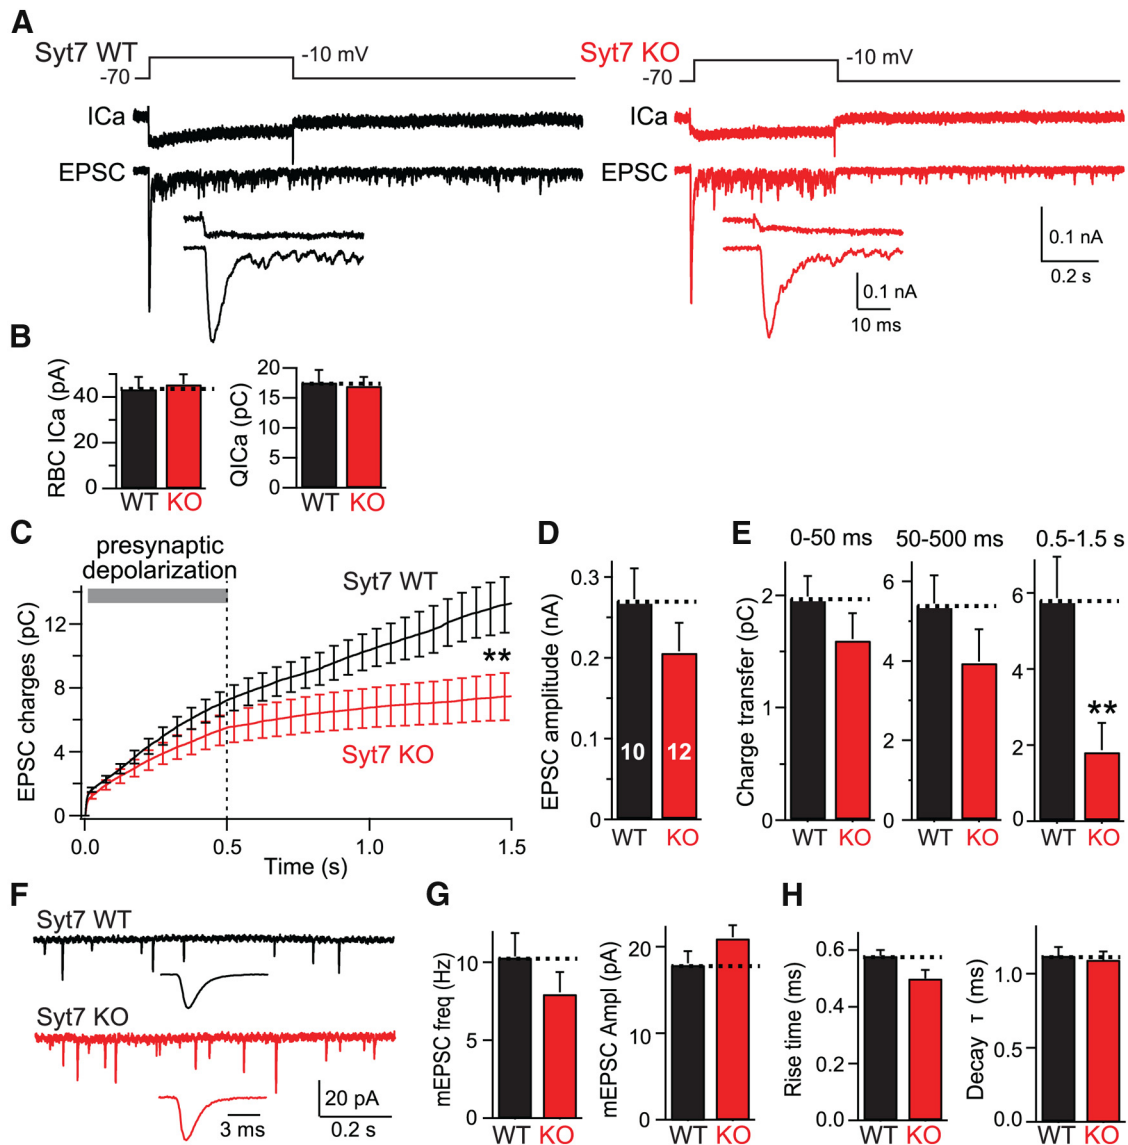 A
Syt7 WT
-10 mV
-70
ICa
EPSC
Syt7 KO
-10 mV
-70
ICa
EPSC
0.1 nA
0.2 s
0.1 nA
10 ms
B
RBC ICa (pA)
40
20
0
WT KO
QICa (pC)
20
15
10
5
0
WT KO
C
presynaptic
depolarization
Syt7 WT
**
Syt7 KO
EPSC charges (pC)
12
8
4
0
0.0 0.5 1.0 1.5
Time (s)
D
EPSC amplitude (nA)
0.3
0.2
0.1
0
10 12
WT KO
E
0-50 ms 50-500 ms 0.5-1.5 s
Charge transfer (pC)
2
1
0
WT KO
6
4
2
0
WT KO
6
4
2
0
**
WT KO
F
Syt7 WT
Syt7 KO
3 ms
20 pA
0.2 s
G
mEPSC freq (Hz)
10
5
0
WT KO
mEPSC Ampl (pA)
20
10
0
WT KO
H
Rise time (ms)
0.6
0.4
0.2
0.0
WT KO
Decay τ (ms)
1.0
0.5
0.0
WT KO